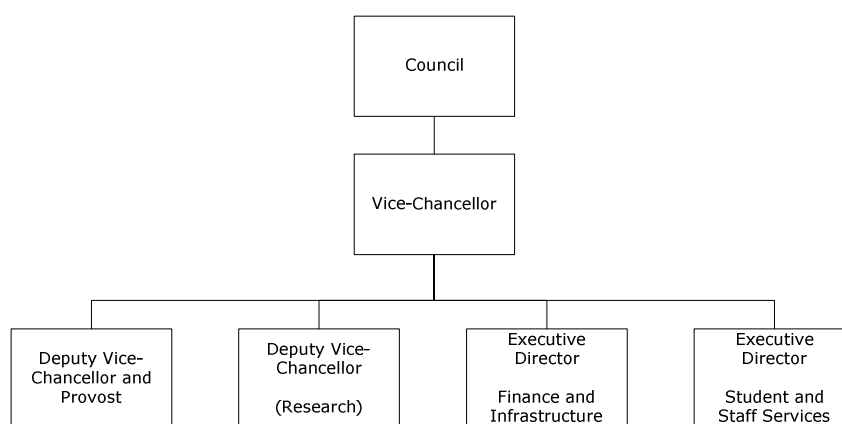 Council
Vice-Chancellor
Deputy Vice-
Chancellor and
Provost
Deputy Vice-
Chancellor
(Research)
Executive
Director
Finance and
Infrastructure
Executive
Director
Student and
Staff Services